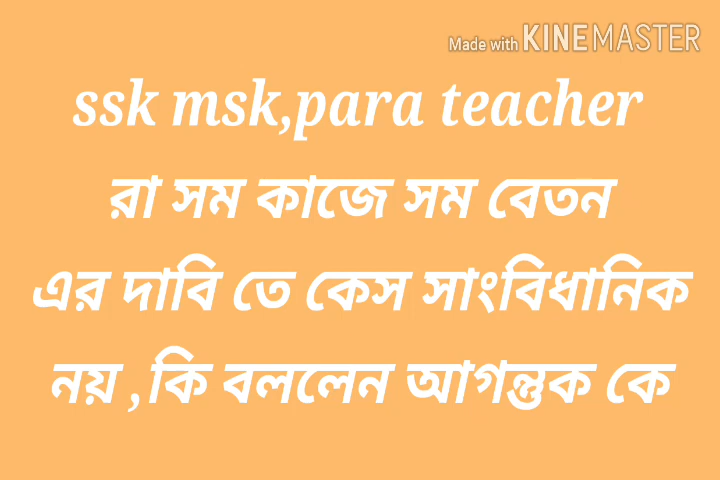 Made with KINEMASTER
ssk msk,para teacher
রা সম কাজে সম বেতন
এর দাবি তে কেস সাংবিধানিক
নয় ,কি বললেন আগন্তুক কে